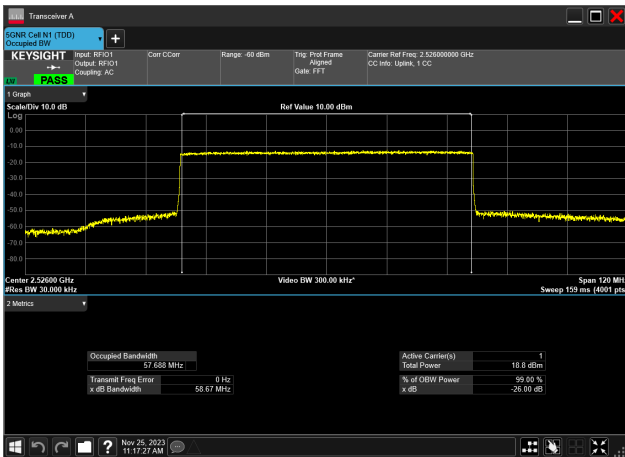 Transceiver A
5GNR Cell N1 (TDD)
Occupied BW
KEYSIGHT
Input: RFIO1
Output: RFIO1
Coupling: AC
Corr CCorr
Range: -60 dBm
Trig: Prot Frame
Aligned
Gate: FFT
Carrier Ref Freq: 2.526000000 GHz
CC Info: Uplink, 1 CC
PASS
1 Graph
Scale/Div 10.0 dB
Ref Value 10.00 dBm
Log
0.00
-10.0
-20.0
-30.0
-40.0
-50.0
-60.0
-70.0
-80.0
Center 2.52600 GHz
Video BW 300.00 kHz*
Span 120 MHz
#Res BW 30.000 kHz
Sweep 159 ms (4001 pts)
2 Metrics
Occupied Bandwidth
57.688 MHz
Active Carrier(s) 1
Total Power 18.8 dBm
Transmit Freq Error 0 Hz
x dB Bandwidth 58.67 MHz
% of OBW Power 99.00 %
x dB -26.00 dB
Nov 25, 2023
11:17:27 AM